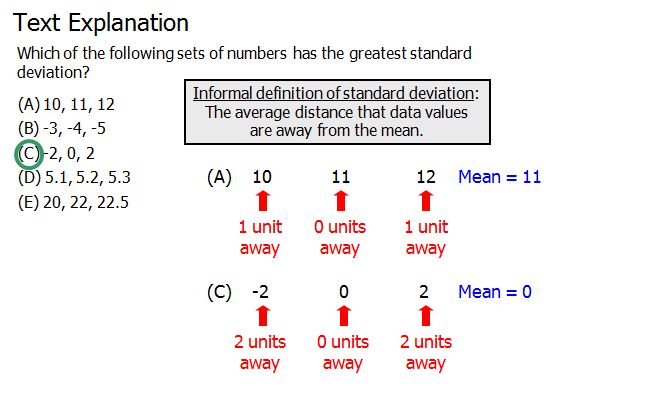 Text Explanation
Which of the following sets of numbers has the greatest standard
deviation?
(A) 10, 11, 12
(B) -3, -4, -5
(C) -2, 0, 2
(D) 5.1, 5.2, 5.3
(E) 20, 22, 22.5
Informal definition of standard deviation:
The average distance that data values
are away from the mean.
(A) 10 11 12 Mean = 11
1 unit 0 units 1 unit
away away away
(C) -2 0 2 Mean = 0
2 units 0 units 2 units
away away away